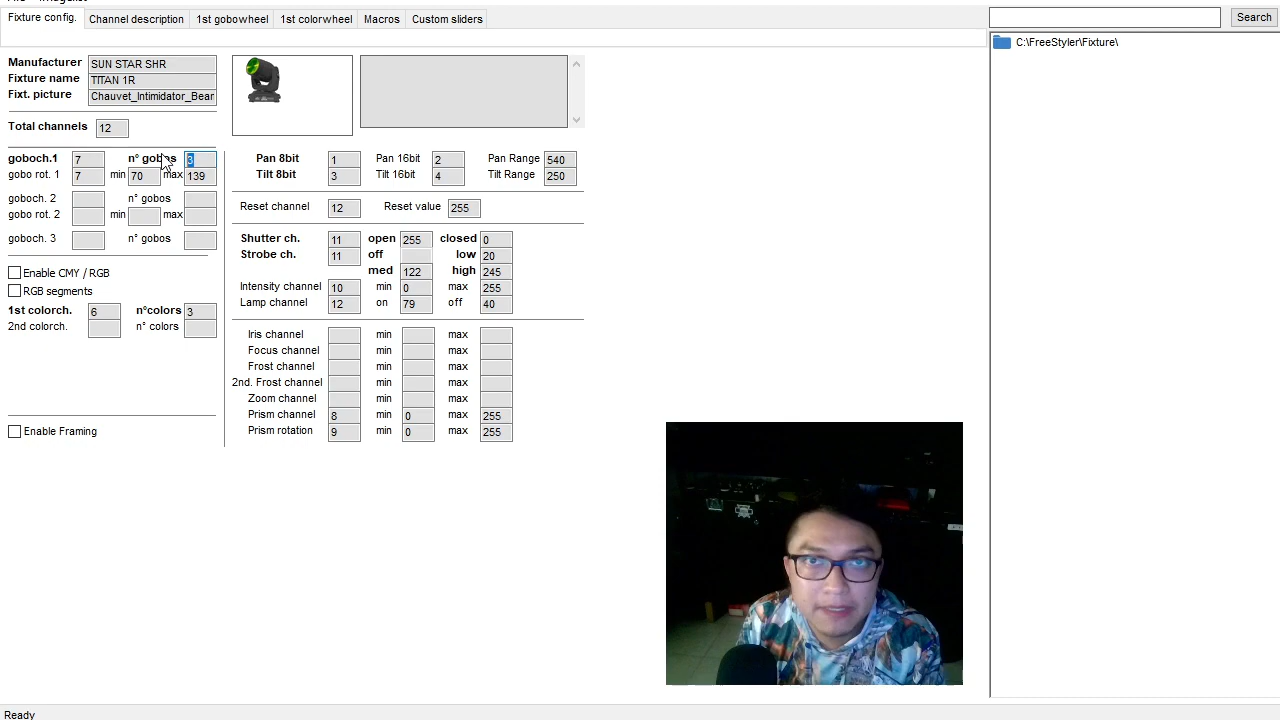 Fixture config. Channel description 1st gobowheel 1st colorwheel Macros Custom sliders
Search
C:\FreeStyler\Fixture\
Manufacturer SUN STAR SHR
Fixture name TITAN 1R
Fixt. picture Chauvet_Intimidator_Bear
Total channels 12
goboch.1 7 n° gobos 3
gobo rot. 1 7 min 70 max 139
goboch. 2 n° gobos
gobo rot. 2 min max
goboch. 3 n° gobos
Enable CMY / RGB
RGB segments
1st colorch. 6 n°colors 3
2nd colorch. n° colors
Enable Framing
Pan 8bit 1 Pan 16bit 2 Pan Range 540
Tilt 8bit 3 Tilt 16bit 4 Tilt Range 250
Reset channel 12 Reset value 255
Shutter ch. 11 open 255 closed 0
Strobe ch. 11 off low 20
med 122 high 245
Intensity channel 10 min 0 max 255
Lamp channel 12 on 79 off 40
Iris channel min max
Focus channel min max
Frost channel min max
2nd. Frost channel min max
Zoom channel min max
Prism channel 8 min 0 max 255
Prism rotation 9 min 0 max 255
Ready